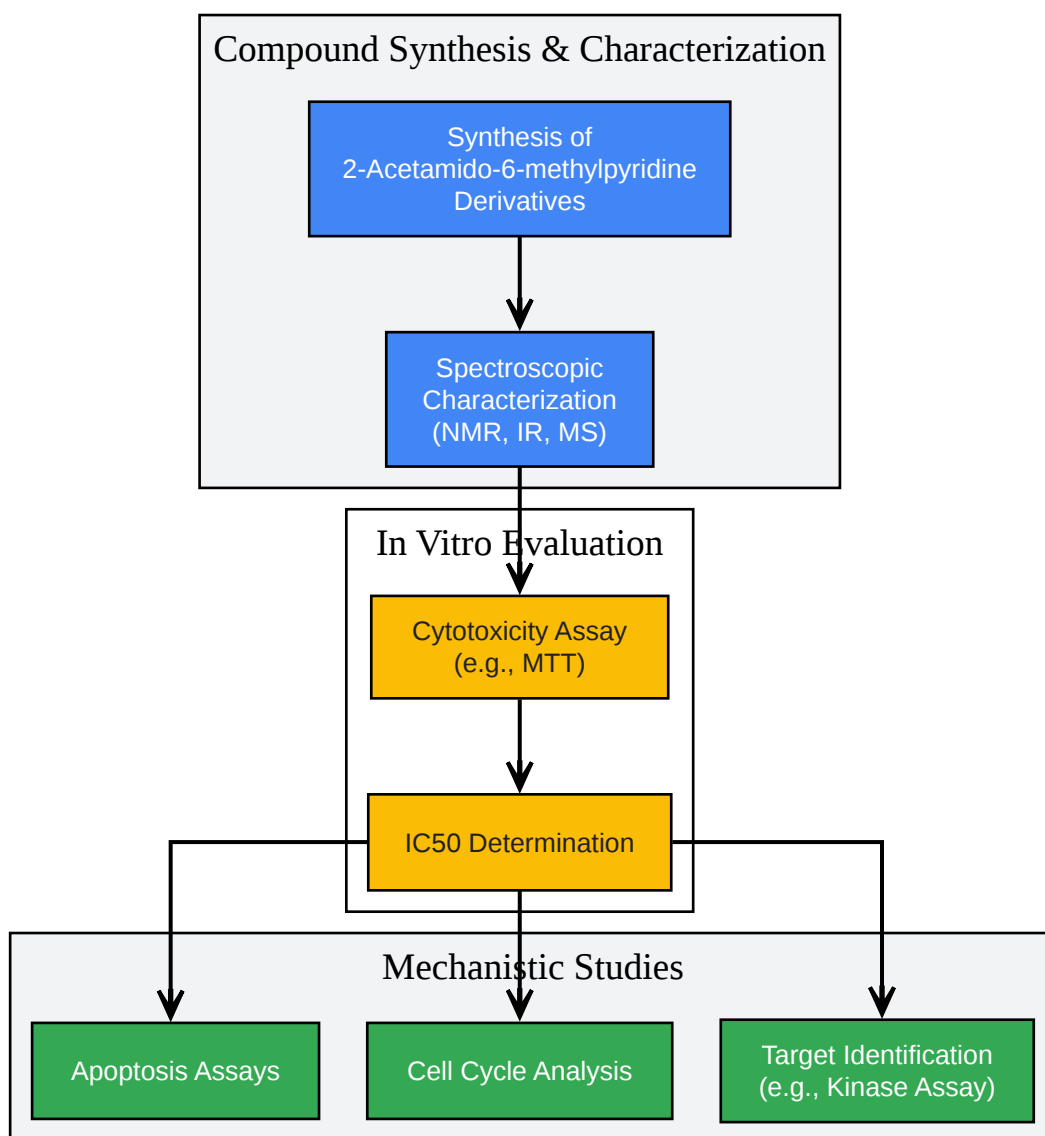 Compound Synthesis & Characterization
Synthesis of
2-Acetamido-6-methylpyridine
Derivatives
Spectroscopic
Characterization
(NMR, IR, MS)
In Vitro Evaluation
Cytotoxicity Assay
(e.g., MTT)
IC50 Determination
Mechanistic Studies
Apoptosis Assays
Cell Cycle Analysis
Target Identification
(e.g., Kinase Assay)